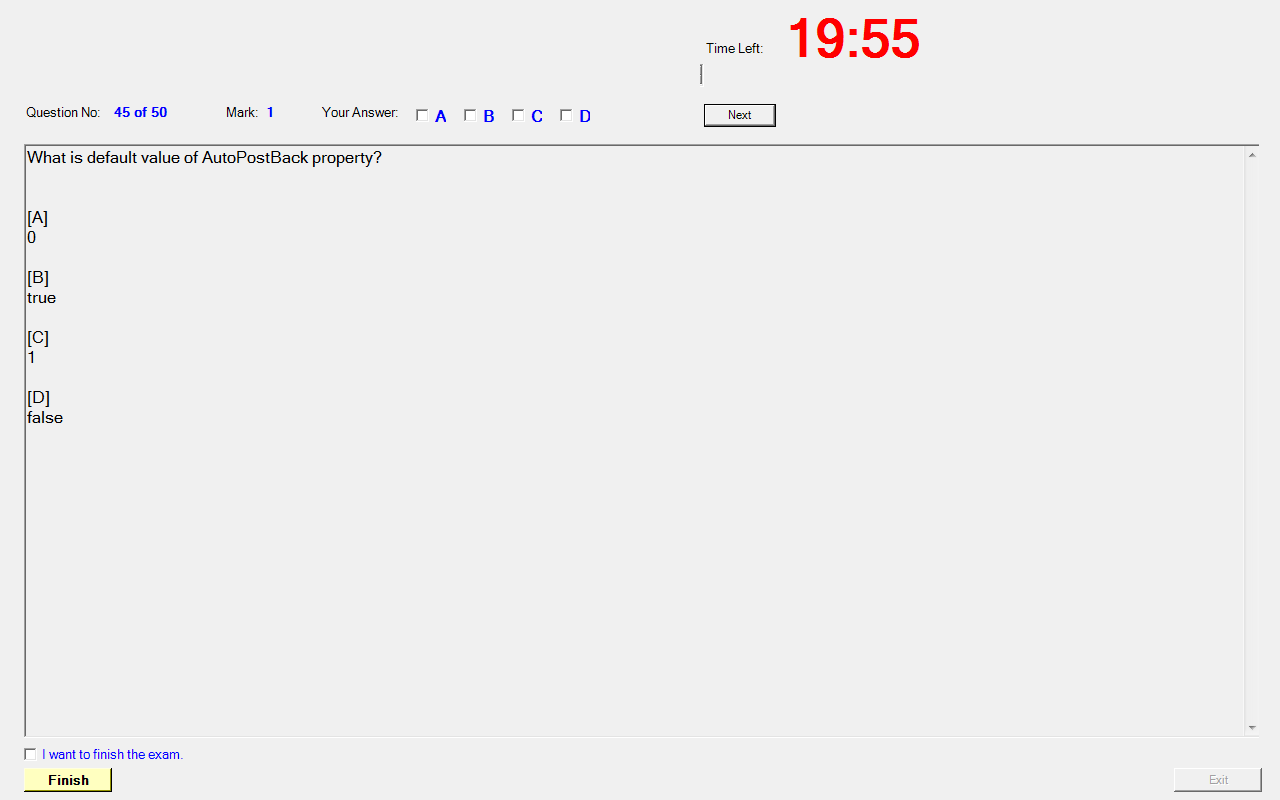 Time Left: 19:55
Question No: 45 of 50 Mark: 1 Your Answer: A B C D Next
What is default value of AutoPostBack property?
[A]
0
[B]
true
[C]
1
[D]
false
I want to finish the exam.
Finish Exit